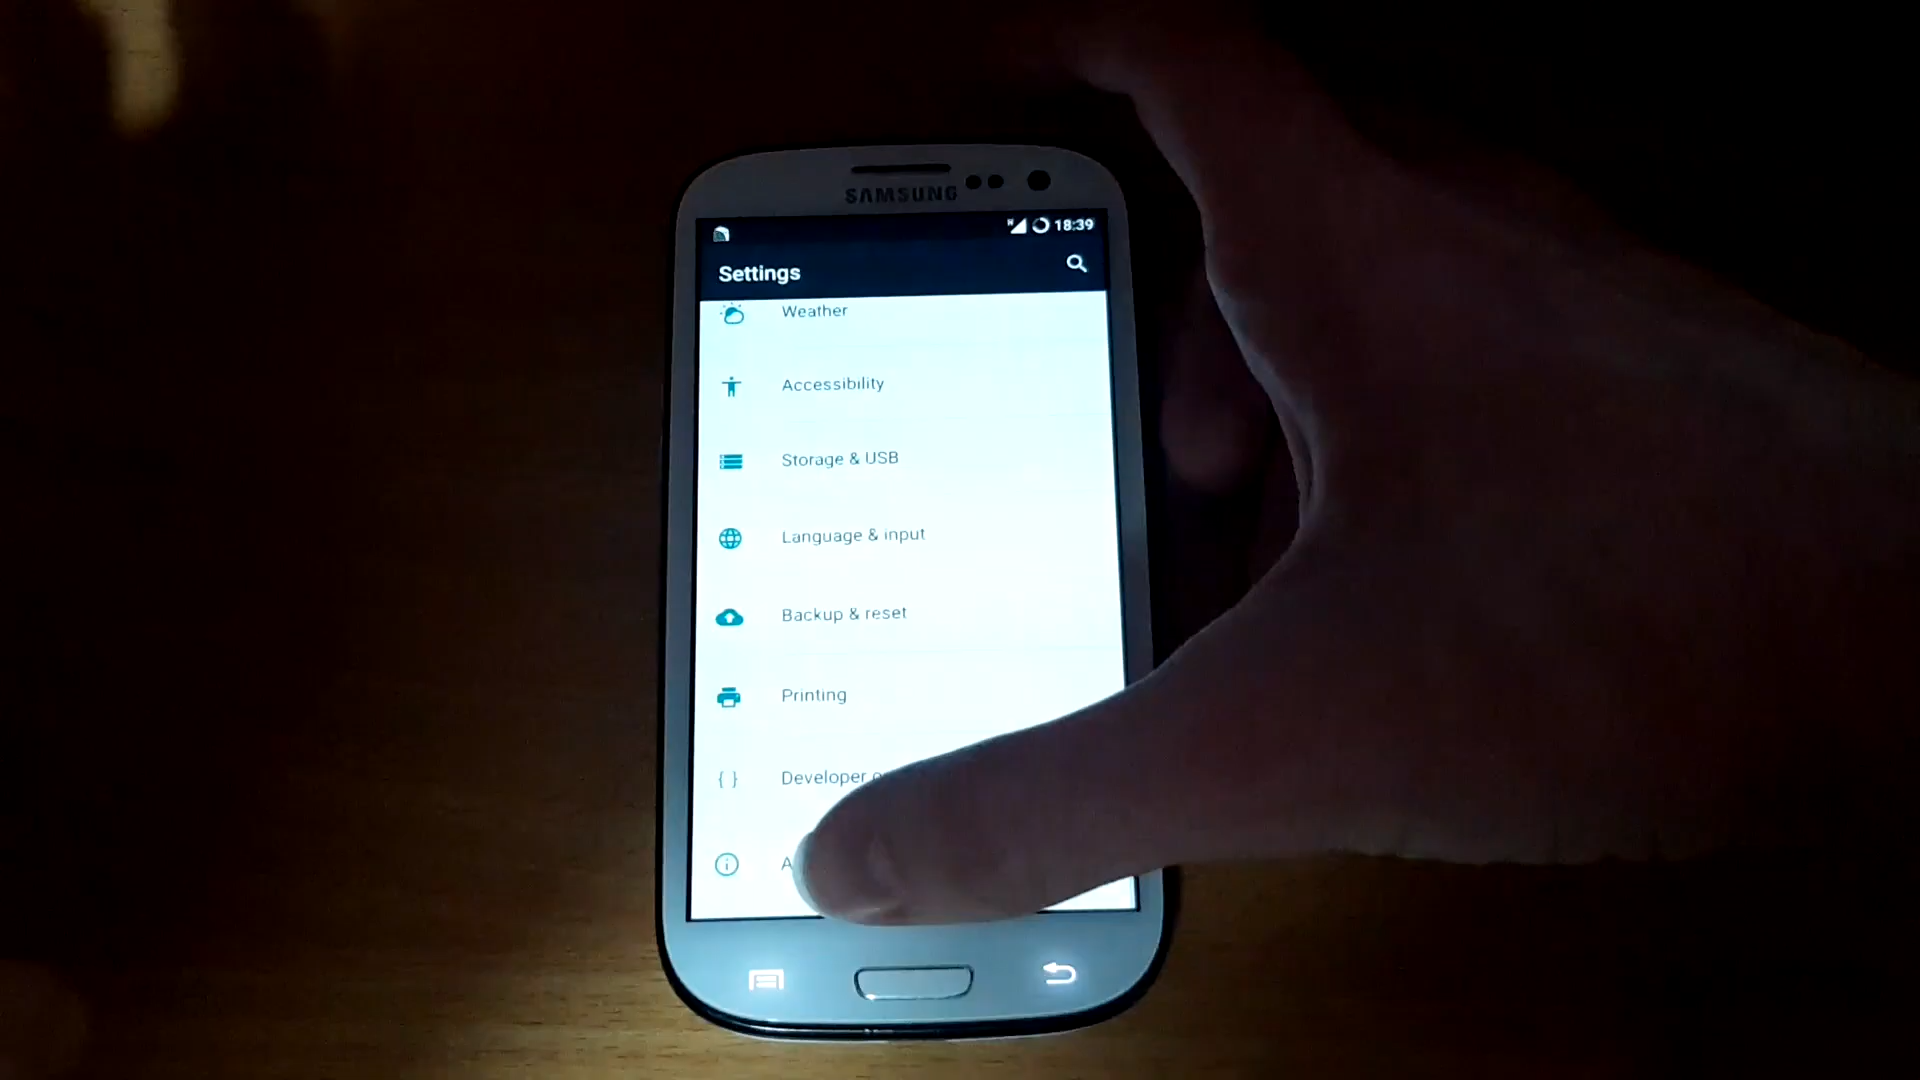 SAMSUNG
18:39
Settings
Weather
Accessibility
Storage & USB
Language & input
Backup & reset
Printing
Developer